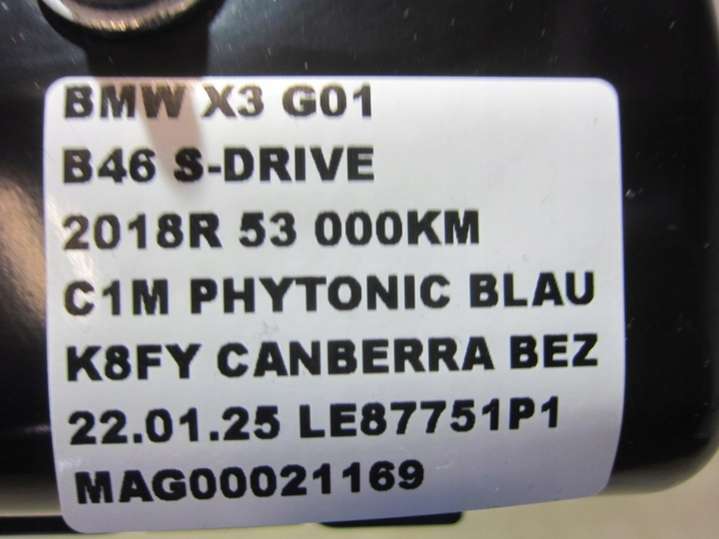 BMW X3 G01
B46 S-DRIVE
2018R 53 000KM
C1M PHYTONIC BLAU
K8FY CANBERRA BEZ
22.01.25 LE87751P1
MAG00021169